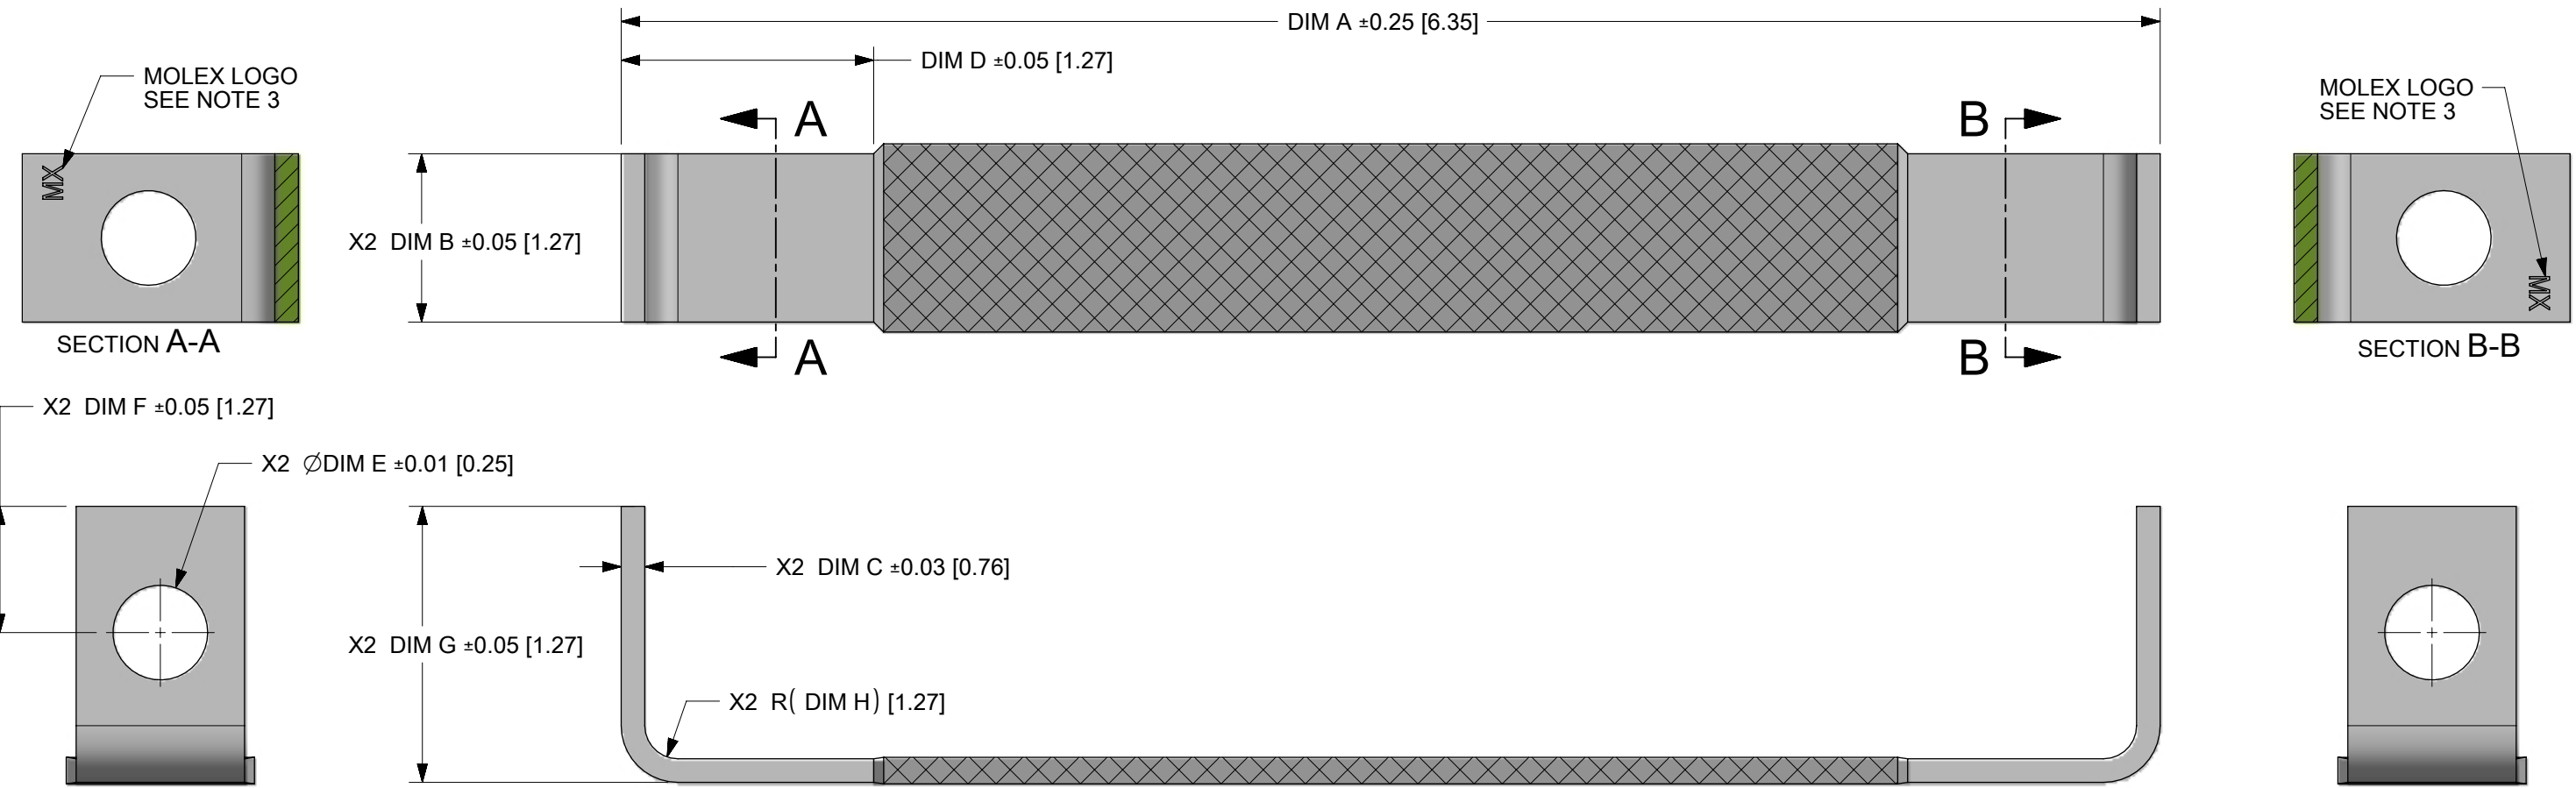 DIM A ±0.25 [6.35]
DIM D ±0.05 [1.27]
MOLEX LOGO
SEE NOTE 3
MOLEX LOGO
SEE NOTE 3
A
B
MX
X2 DIM B ±0.05 [1.27]
MX
SECTION A-A
A
B
SECTION B-B
X2 DIM F ±0.05 [1.27]
X2 ∅DIM E ±0.01 [0.25]
X2 DIM C ±0.03 [0.76]
X2 DIM G ±0.05 [1.27]
X2 R( DIM H) [1.27]